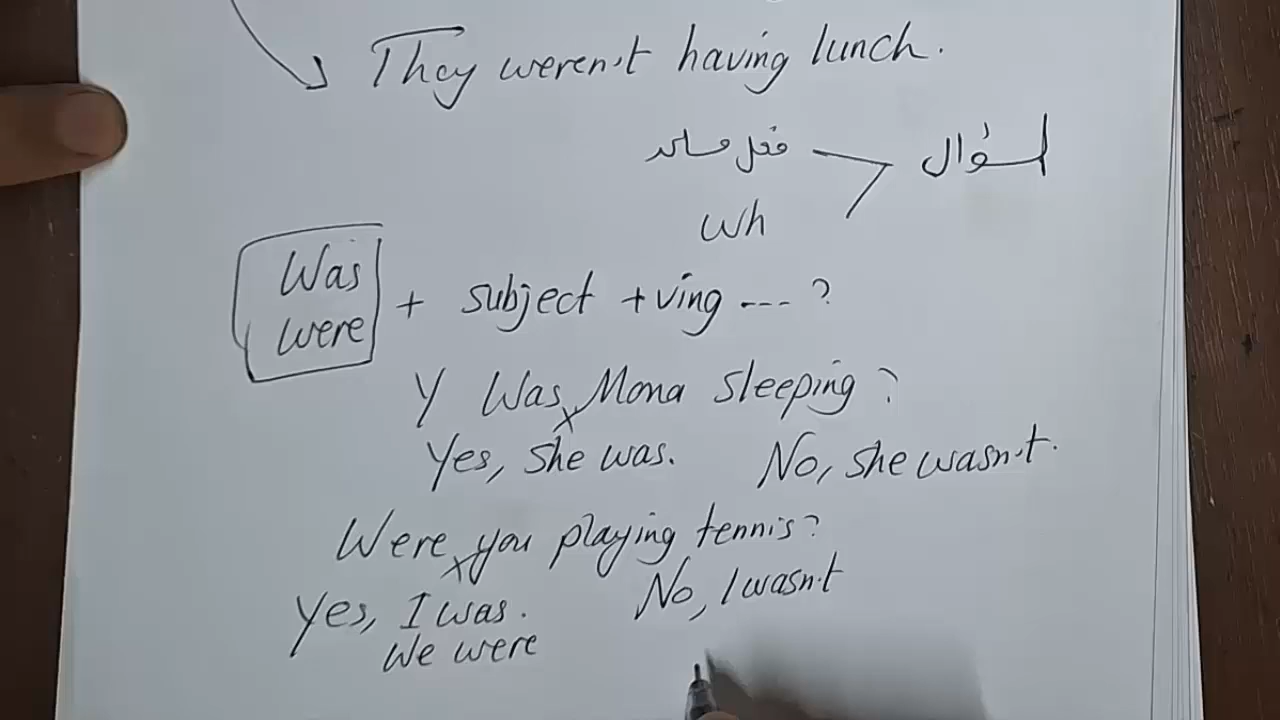 They weren't having lunch.
السؤال فعل مساعد
Wh
Was
were + subject + ving ---- ?
Y Was Mona sleeping?
Yes, she was. No, she wasn't.
Were you playing tennis?
Yes, I was. No, I wasn't
We were